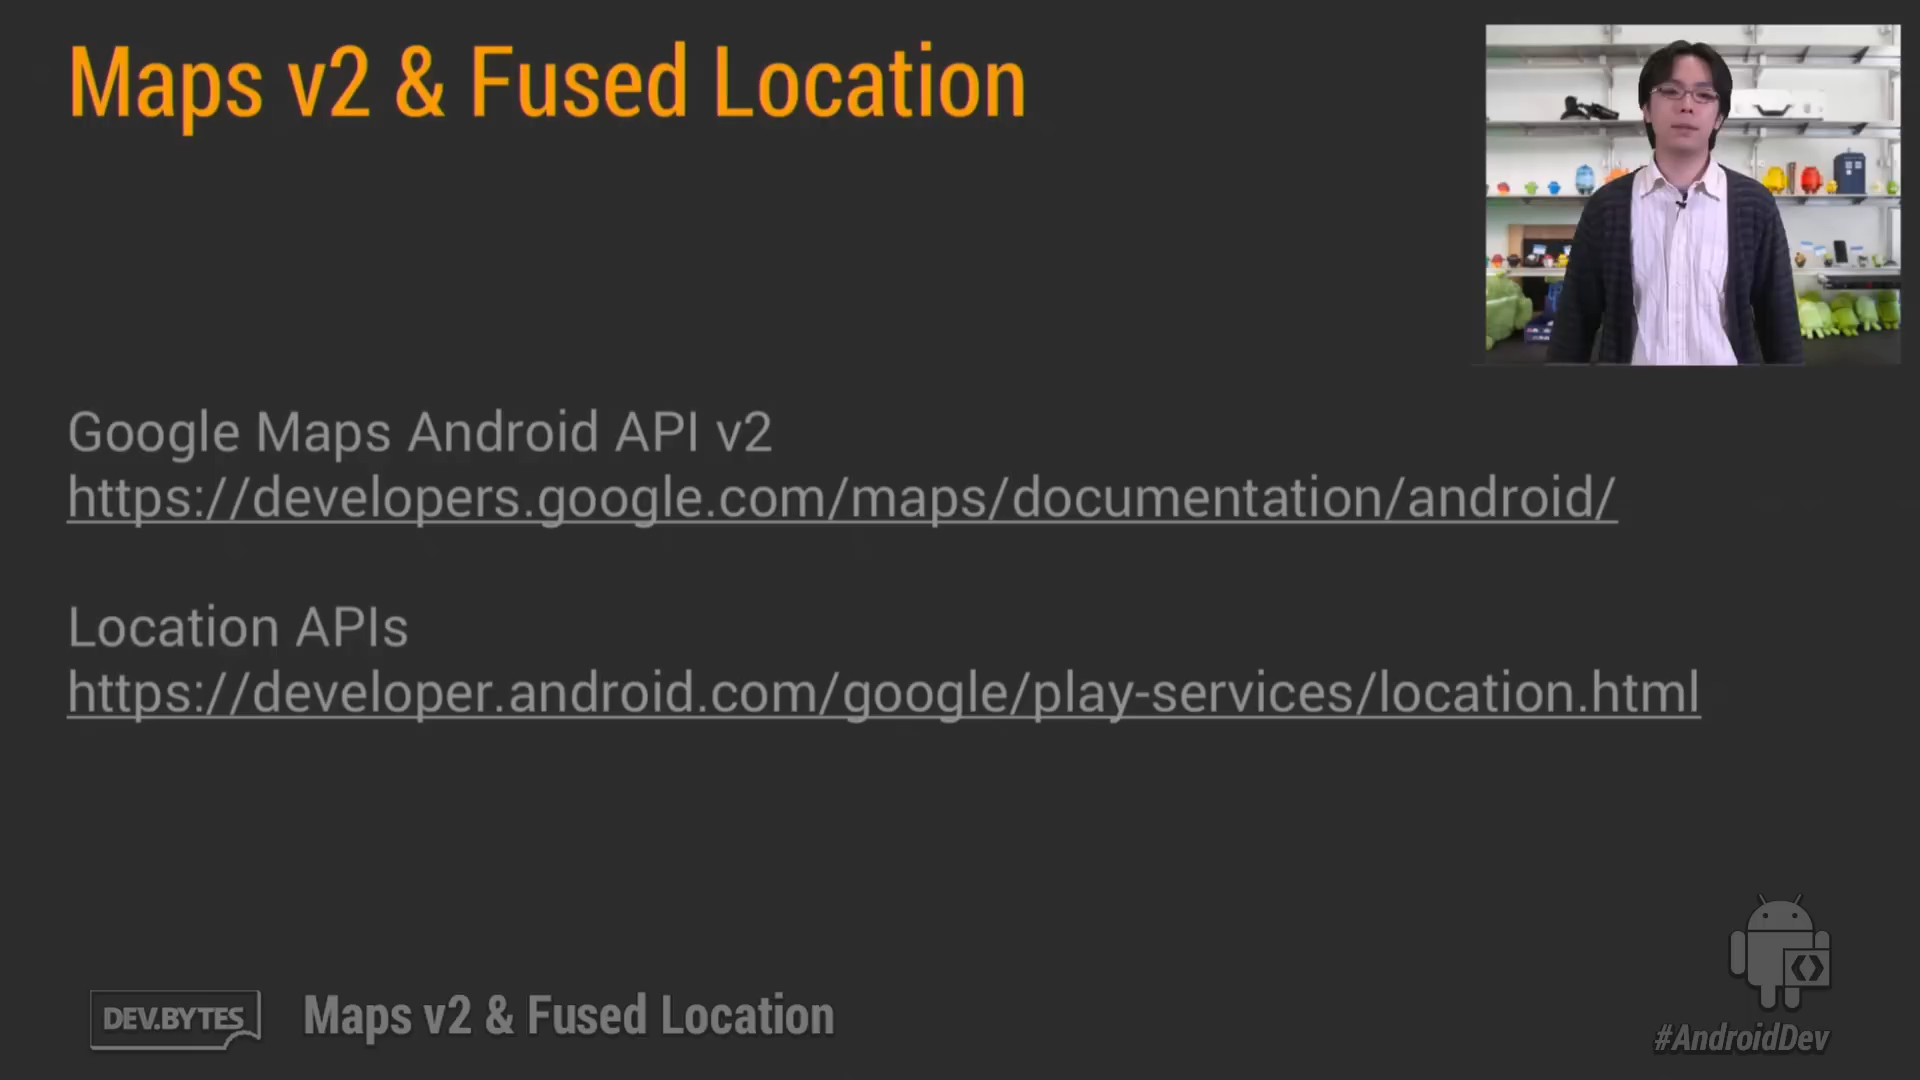 Maps v2 & Fused Location
Google Maps Android API v2
https://developers.google.com/maps/documentation/android/
Location APIs
https://developer.android.com/google/play-services/location.html
DEV.BYTES
Maps v2 & Fused Location
#AndroidDev